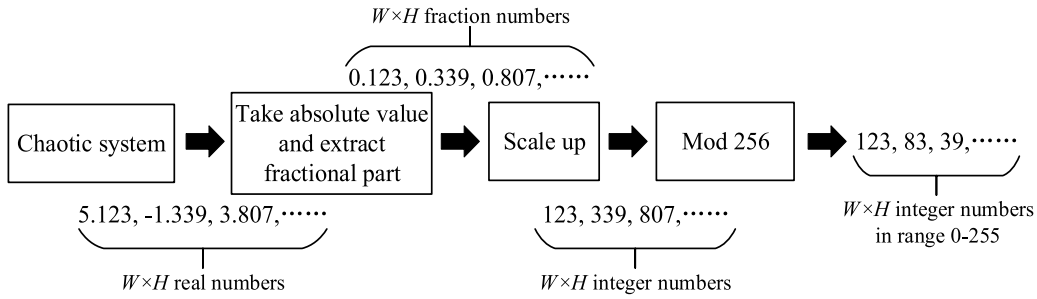 W×H fraction numbers
0.123, 0.339, 0.807,······
Chaotic system
Take absolute value
and extract
fractional part
Scale up
Mod 256
123, 83, 39,······
5.123, -1.339, 3.807,······
123, 339, 807,······
W×H integer numbers
in range 0-255
W×H real numbers
W×H integer numbers